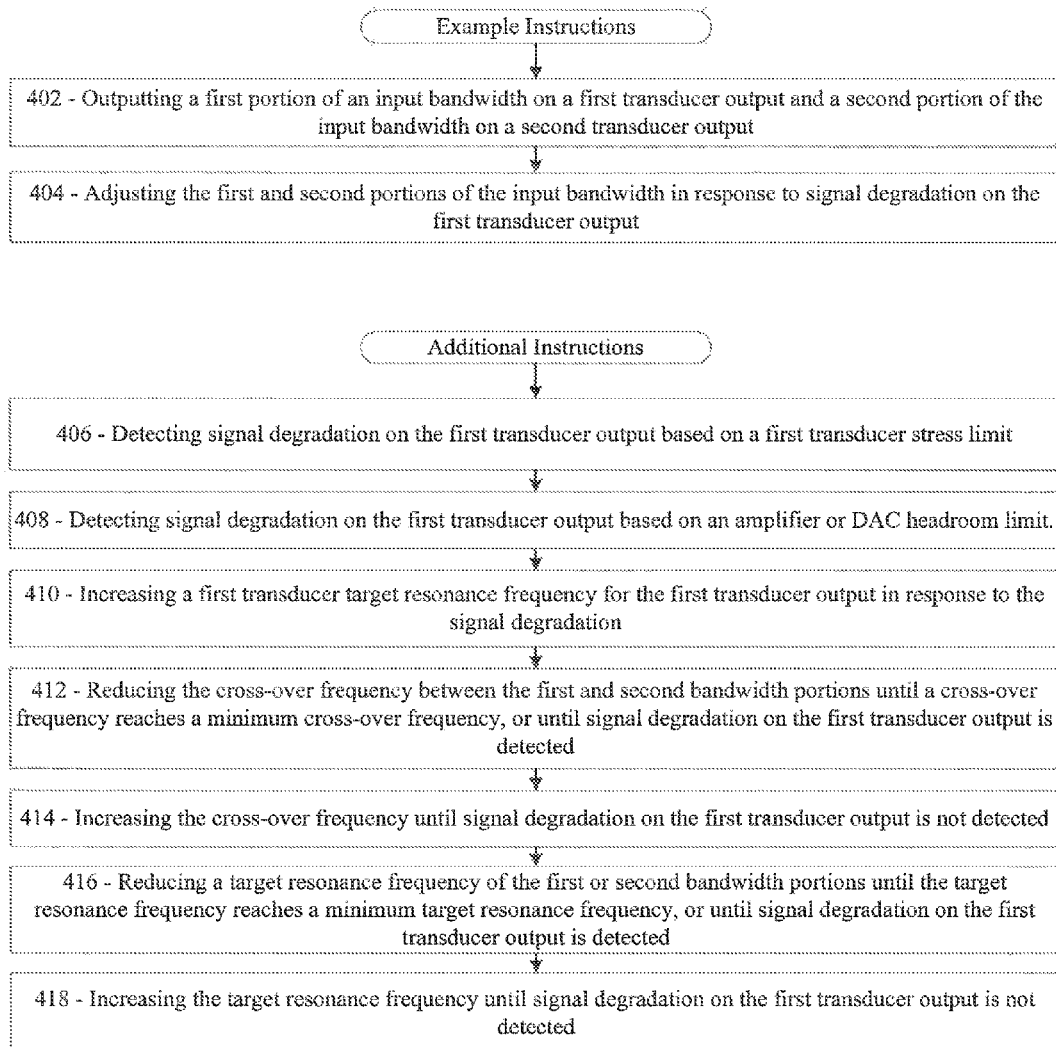 Example Instructions
402 - Outputting a first portion of an input bandwidth on a first transducer output and a second portion of the
input bandwidth on a second transducer output
404 - Adjusting the first and second portions of the input bandwidth in response to signal degradation on the
first transducer output
Additional Instructions
406 - Detecting signal degradation on the first transducer output based on a first transducer stress limit
408 - Detecting signal degradation on the first transducer output based on an amplifier or DAC headroom limit.
410 - Increasing a first transducer target resonance frequency for the first transducer output in response to the
signal degradation
412 - Reducing the cross-over frequency between the first and second bandwidth portions until a cross-over
frequency reaches a minimum cross-over frequency, or until signal degradation on the first transducer output is
detected
414 - Increasing the cross-over frequency until signal degradation on the first transducer output is not detected
416 - Reducing a target resonance frequency of the first or second bandwidth portions until the target
resonance frequency reaches a minimum target resonance frequency, or until signal degradation on the first
transducer output is detected
418 - Increasing the target resonance frequency until signal degradation on the first transducer output is not
detected